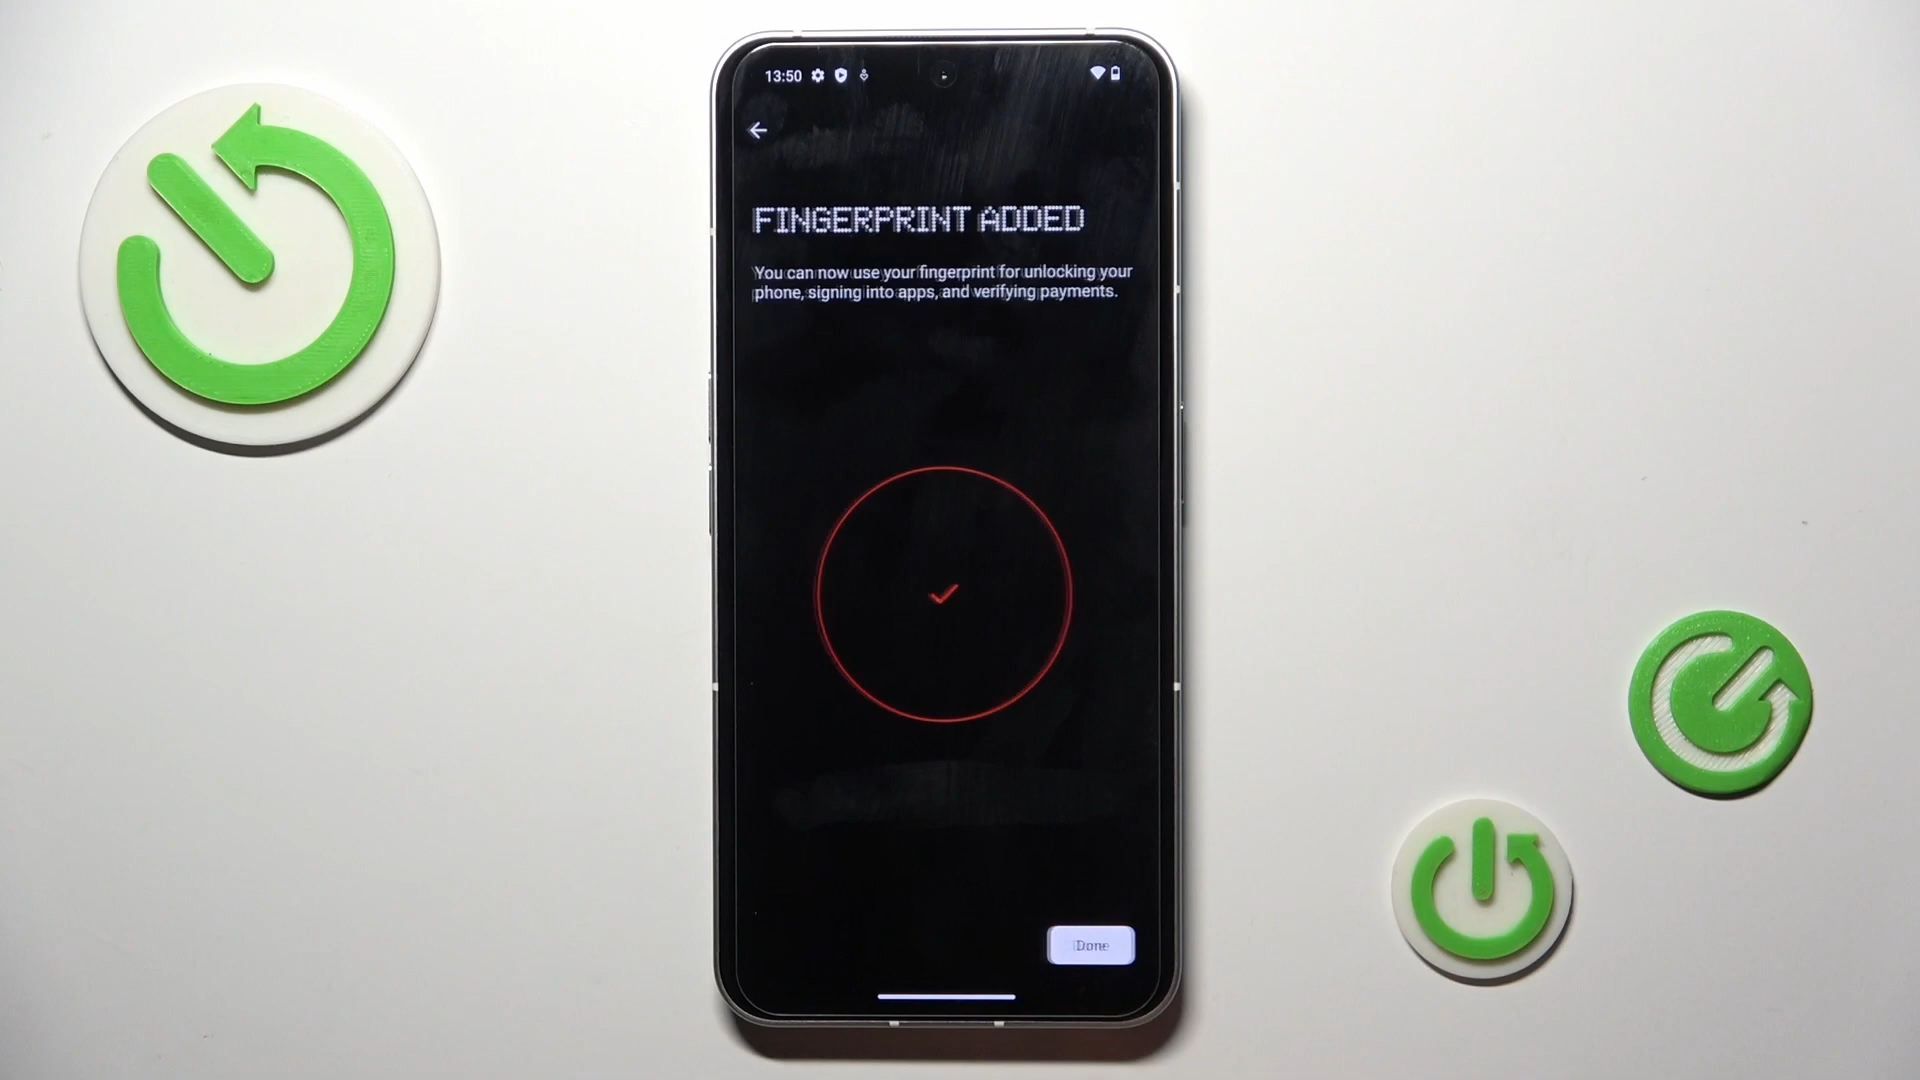 13:50
FINGERPRINT ADDED
You can now use your fingerprint for unlocking your
phone, signing into apps, and verifying payments.
Done